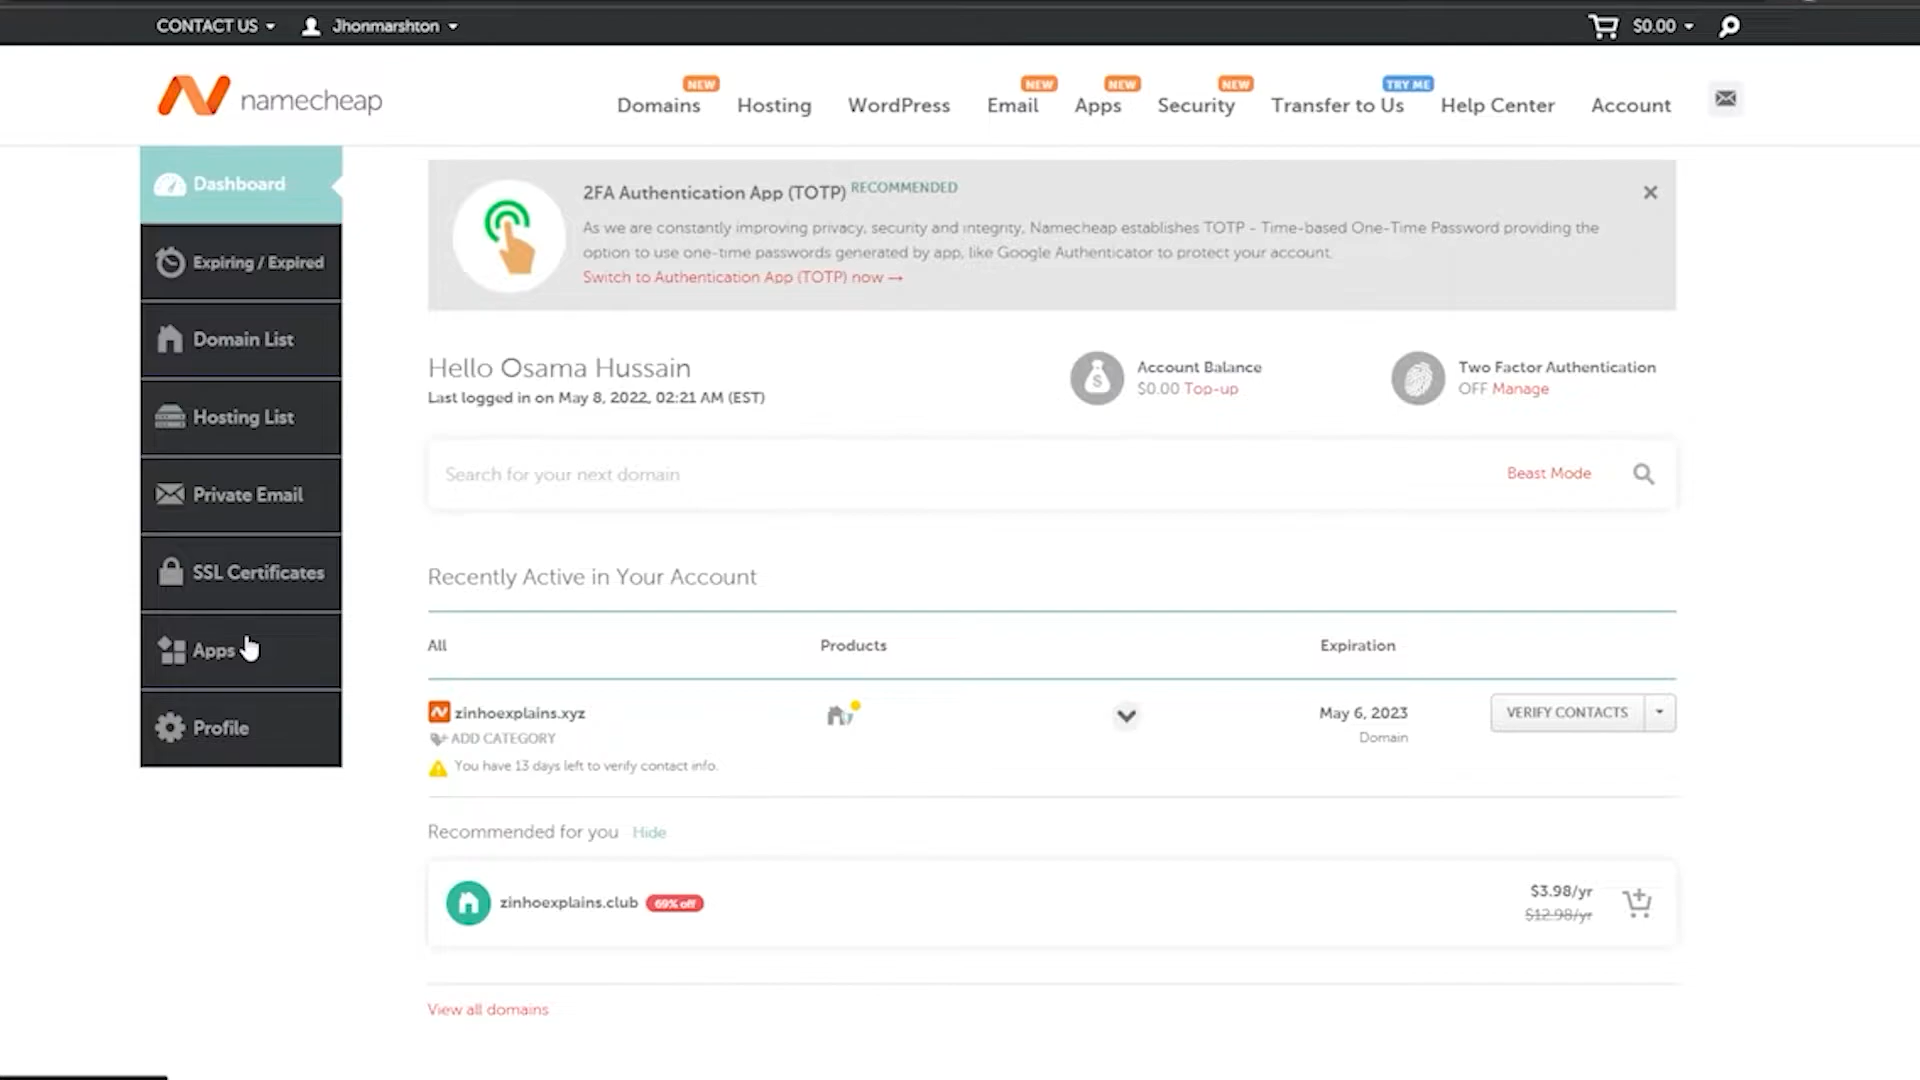 CONTACT US
Jhonmarshton
$0.00
namecheap
NEW
Domains
Hosting
WordPress
NEW
Email
NEW
Apps
NEW
Security
TRY ME
Transfer to Us
Help Center
Account
Dashboard
Expiring / Expired
Domain List
Hosting List
Private Email
SSL Certificates
Apps
Profile
2FA Authentication App (TOTP) RECOMMENDED
As we are constantly improving privacy, security and integrity, Namecheap establishes TOTP - Time-based One-Time Password providing the
option to use one-time passwords generated by app, like Google Authenticator to protect your account.
Switch to Authentication App (TOTP) now →
Hello Osama Hussain
Last logged in on May 8, 2022, 02:21 AM (EST)
Account Balance
$0.00 Top-up
Two Factor Authentication
OFF Manage
Search for your next domain
Beast Mode
Recently Active in Your Account
All
Products
Expiration
zinhoexplains.xyz
ADD CATEGORY
You have 13 days left to verify contact info.
May 6, 2023
Domain
VERIFY CONTACTS
Recommended for you Hide
zinhoexplains.club 69% off
$3.98/yr
$12.98/yr
View all domains